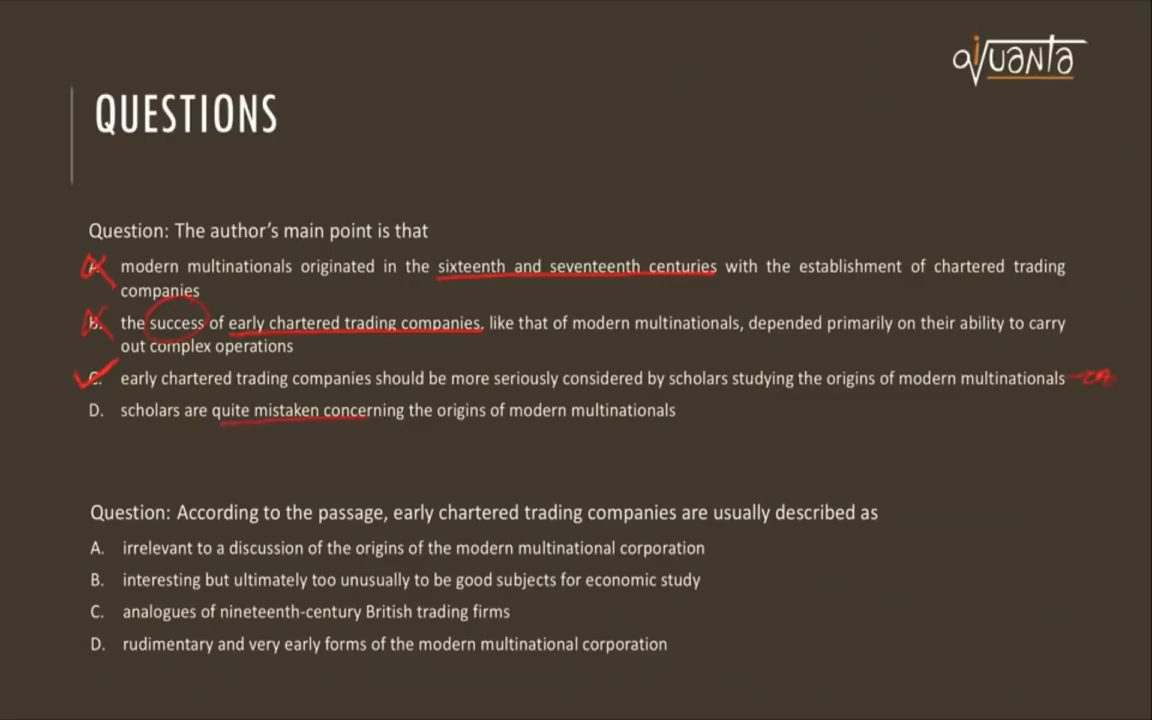 qVUANTA
QUESTIONS
Question: The author's main point is that
A. modern multinationals originated in the sixteenth and seventeenth centuries with the establishment of chartered trading
companies
B. the success of early chartered trading companies, like that of modern multinationals, depended primarily on their ability to carry
out complex operations
C. early chartered trading companies should be more seriously considered by scholars studying the origins of modern multinationals
D. scholars are quite mistaken concerning the origins of modern multinationals
Question: According to the passage, early chartered trading companies are usually described as
A. irrelevant to a discussion of the origins of the modern multinational corporation
B. interesting but ultimately too unusually to be good subjects for economic study
C. analogues of nineteenth-century British trading firms
D. rudimentary and very early forms of the modern multinational corporation